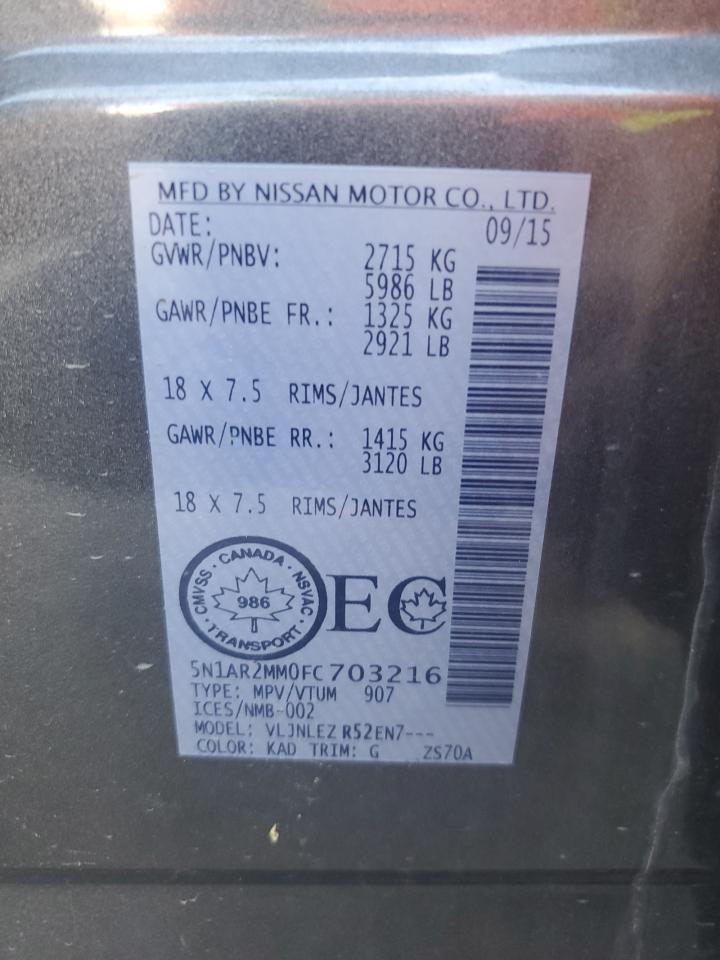 MFD BY NISSAN MOTOR CO., LTD.
DATE: 09/15
GVWR/PNBV: 2715 KG
5986 LB
GAWR/PNBE FR.: 1325 KG
2921 LB
18 X 7.5 RIMS/JANTES
GAWR/PNBE RR.: 1415 KG
3120 LB
18 X 7.5 RIMS/JANTES
CANADA · NSVAC · TRANSPORT · CMVSS ·
986
EC
5N1AR2MM0FC703216
TYPE: MPV/VTUM 907
ICES/NMB-002
MODEL: VLJNLEZ R52EN7---
COLOR: KAD TRIM: G ZS70A